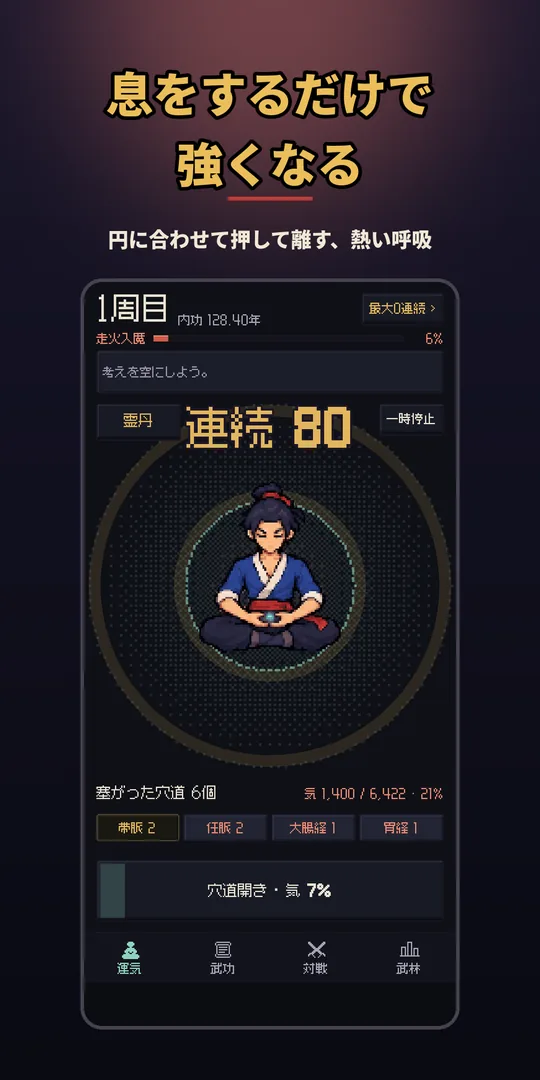 息をするだけで
強くなる
円に合わせて押して離す、熱い呼吸
1周目 内功 128.40年 最大0連続 >
走火入魔 6%
考えを空にしよう。
霊丹 連続 80 一時停止
塞がった穴道 6個 気 1,400 / 6,422 · 21%
帯脈 2 任脈 2 大腸経 1 胃経 1
穴道開き · 気 7%
運気 武功 対戦 武林